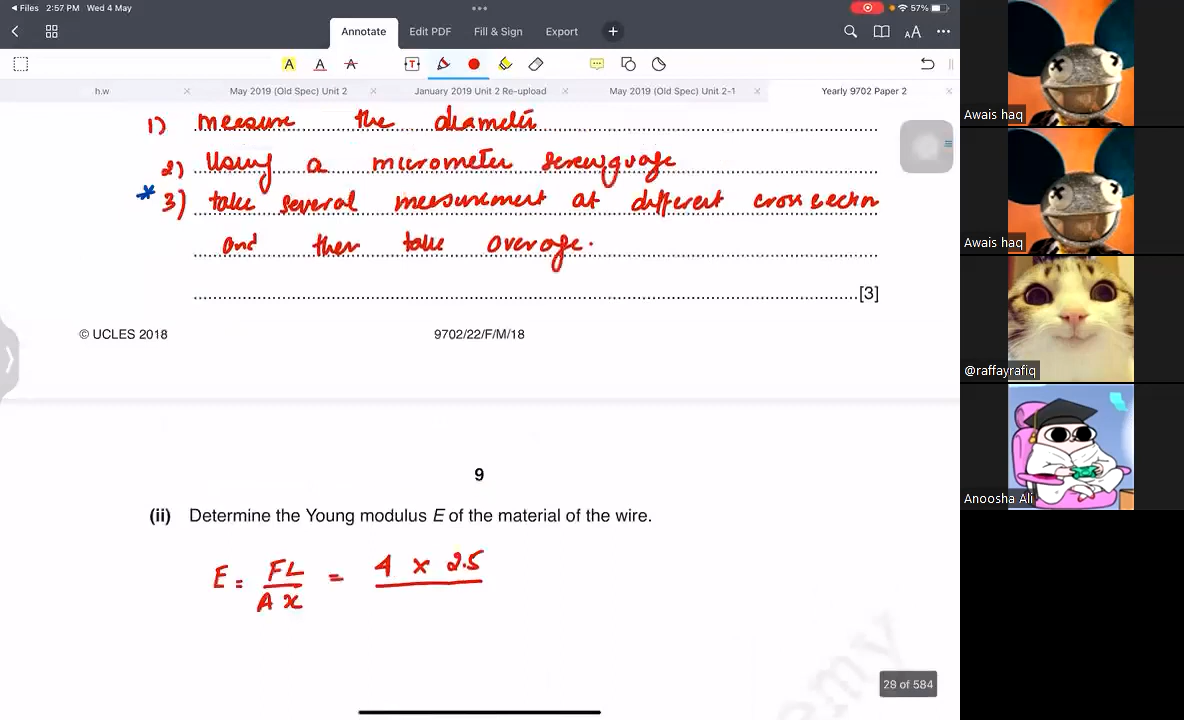 Files 2:57 PM Wed 4 May
57%
Annotate Edit PDF Fill & Sign Export
h.w May 2019 (Old Spec) Unit 2 January 2019 Unit 2 Re-upload May 2019 (Old Spec) Unit 2-1 Yearly 9702 Paper 2
1) measure the diameter
2) Using a micrometer screwguage
* 3) take several measurement at different cross section
and then take average.
[3]
© UCLES 2018 9702/22/F/M/18
9
(ii) Determine the Young modulus E of the material of the wire.
E = FL / A x = 4 x 2.5
emy
28 of 584
Awais haq
Awais haq
@raffayrafiq
Anoosha Ali